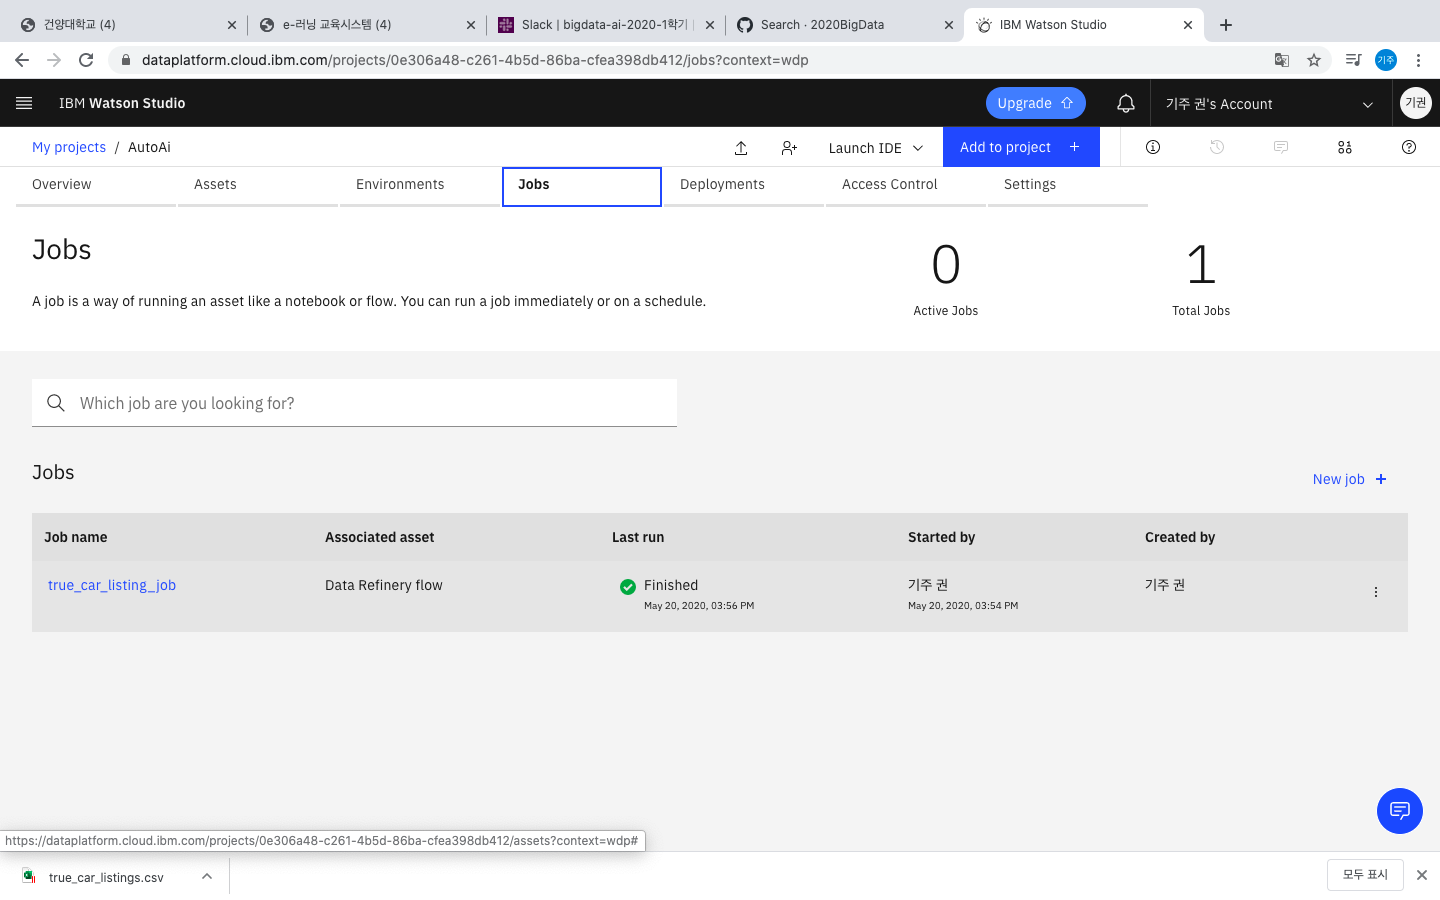 건양대학교 (4)
e-러닝 교육시스템 (4)
Slack | bigdata-ai-2020-1학기
Search · 2020BigData
IBM Watson Studio
dataplatform.cloud.ibm.com/projects/0e306a48-c261-4b5d-86ba-cfea398db412/jobs?context=wdp
기주
IBM Watson Studio
Upgrade
기주 권's Account
기권
My projects / AutoAi
Launch IDE
Add to project +
Overview
Assets
Environments
Jobs
Deployments
Access Control
Settings
Jobs
A job is a way of running an asset like a notebook or flow. You can run a job immediately or on a schedule.
0
Active Jobs
1
Total Jobs
Which job are you looking for?
Jobs
New job +
Job name Associated asset Last run Started by Created by
true_car_listing_job Data Refinery flow Finished 기주 권 기주 권
May 20, 2020, 03:56 PM May 20, 2020, 03:54 PM
https://dataplatform.cloud.ibm.com/projects/0e306a48-c261-4b5d-86ba-cfea398db412/assets?context=wdp#
true_car_listings.csv
모두 표시